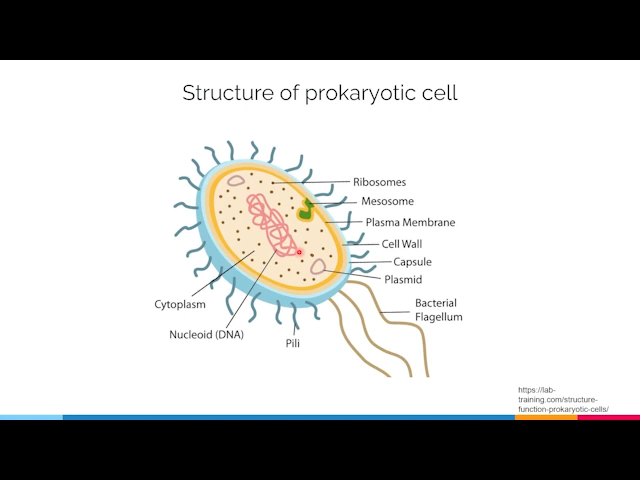 Structure of prokaryotic cell
Ribosomes
Mesosome
Plasma Membrane
Cell Wall
Capsule
Plasmid
Bacterial
Flagellum
Cytoplasm
Nucleoid (DNA)
Pili
https://lab-
training.com/structure-
function-prokaryotic-cells/